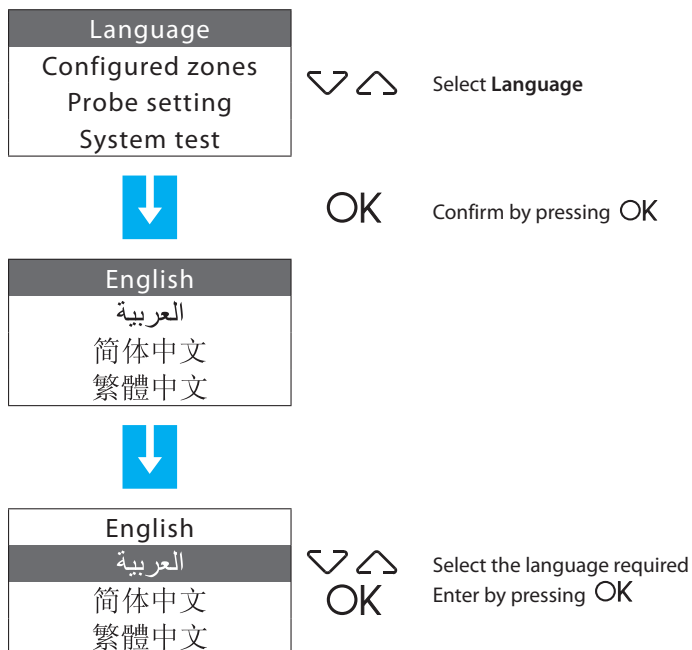 Language
Configured zones
Probe setting
System test
Select Language
OK
Confirm by pressing OK
English
العربية
简体中文
繁體中文
English
العربية
简体中文
繁體中文
Select the language required
OK
Enter by pressing OK